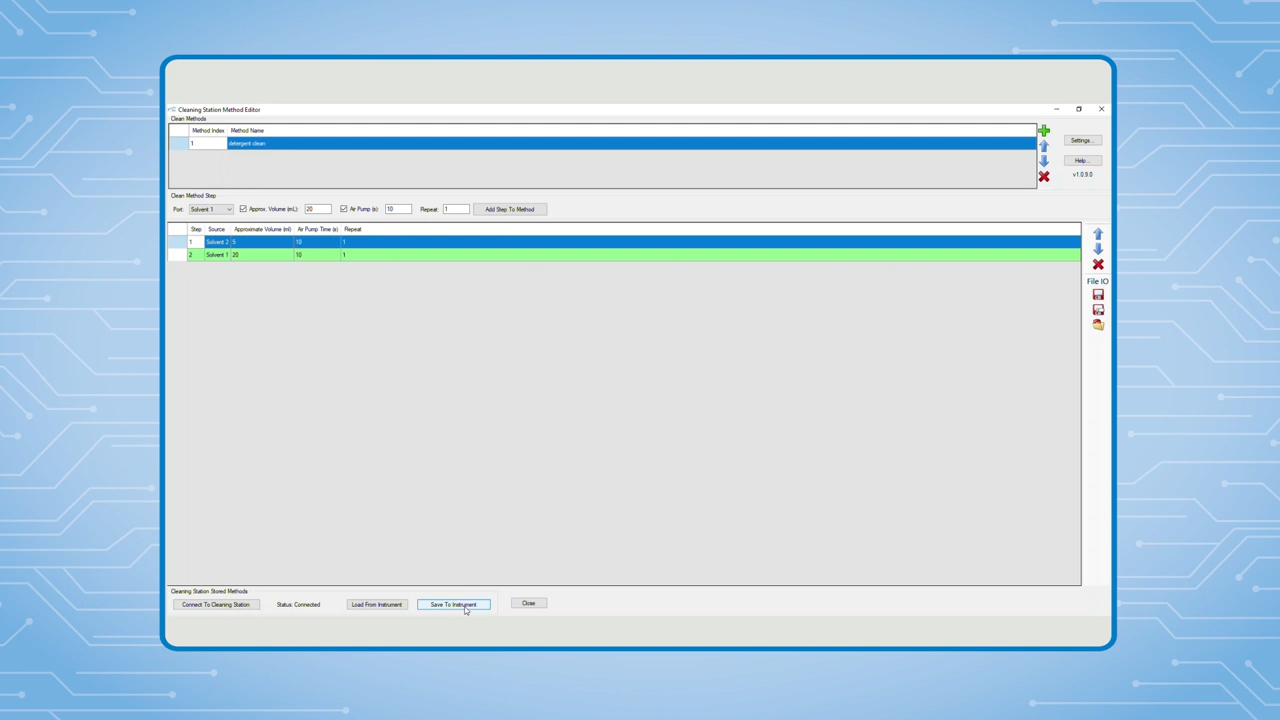 Cleaning Station Method Editor
Clean Methods
Method Index Method Name
1 detergent clean
Settings...
Help...
v1.0.9.0
Clean Method Step
Port: Solvent 1 Approx. Volume (mL): 20 Air Pump (s): 10 Repeat: 1 Add Step To Method
Step Source Approximate Volume (ml) Air Pump Time (s) Repeat
1 Solvent 2 5 10 1
2 Solvent 1 20 10 1
File IO
Cleaning Station Stored Methods
Connect To Cleaning Station Status: Connected Load From Instrument Save To Instrument Close